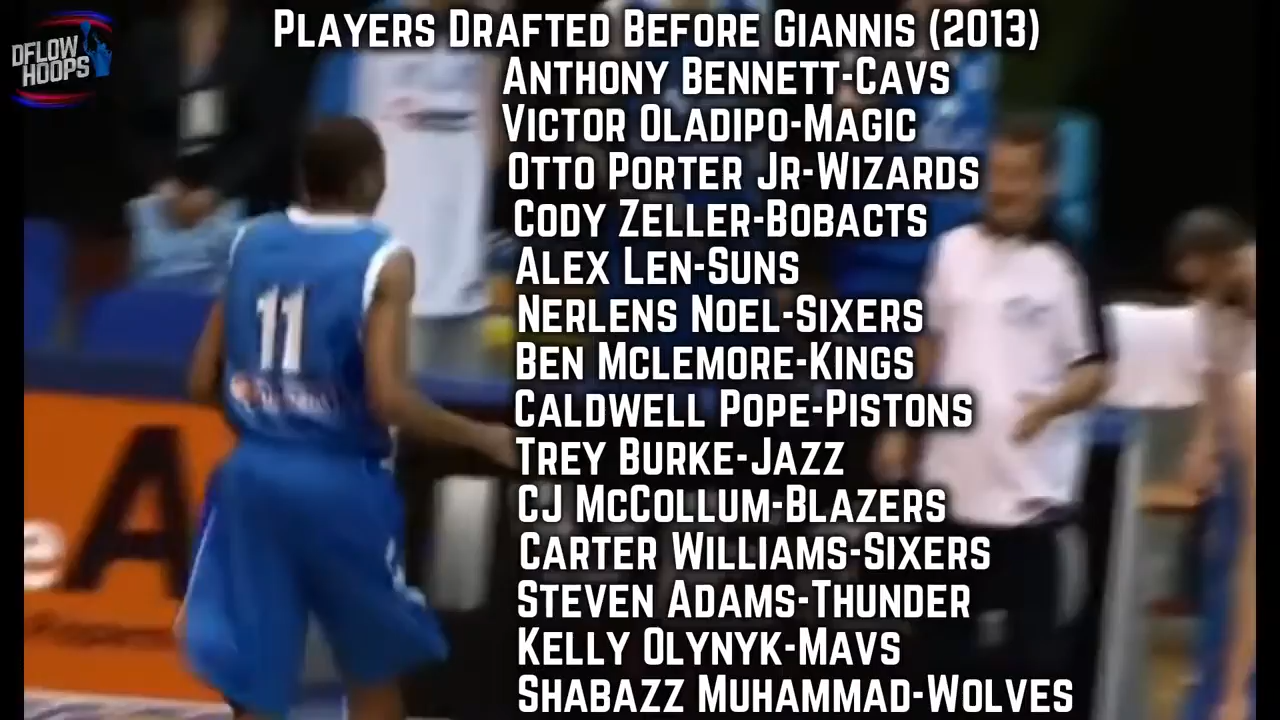 DFLOW
HOOPS
PLAYERS DRAFTED BEFORE GIANNIS (2013)
ANTHONY BENNETT-CAVS
VICTOR OLADIPO-MAGIC
OTTO PORTER JR-WIZARDS
CODY ZELLER-BOBACTS
ALEX LEN-SUNS
NERLENS NOEL-SIXERS
BEN MCLEMORE-KINGS
CALDWELL POPE-PISTONS
TREY BURKE-JAZZ
CJ MCCOLLUM-BLAZERS
CARTER WILLIAMS-SIXERS
STEVEN ADAMS-THUNDER
KELLY OLYNYK-MAVS
SHABAZZ MUHAMMAD-WOLVES
11
eA